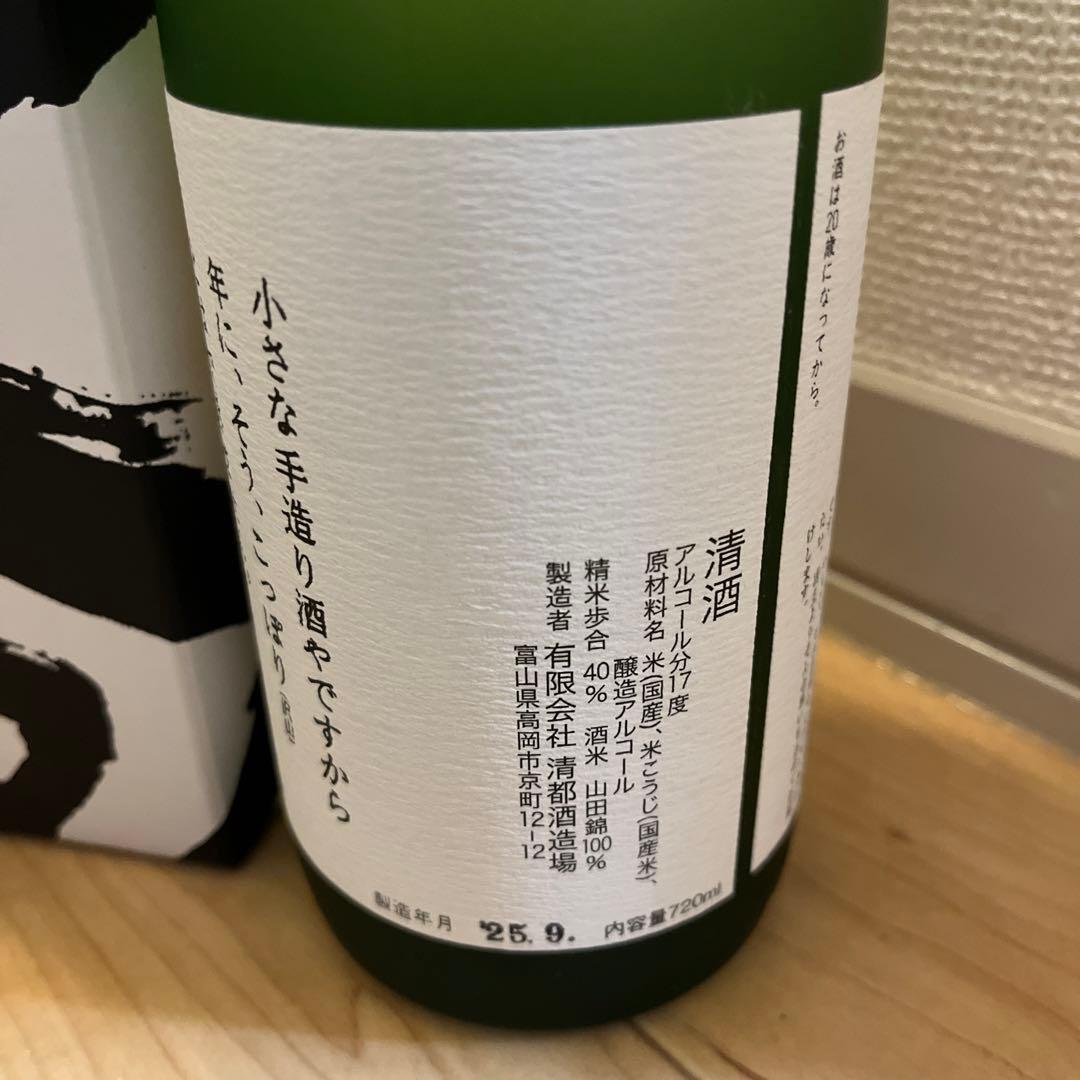 お酒は20歳になってから。
清酒
アルコール分17度
原材料名 米(国産)、米こうじ(国産米)、
醸造アルコール
精米歩合 40% 酒米 山田錦100%
製造者 有限会社 清都酒造場
富山県高岡市京町12-12
小さな手造り酒やですから
年に、そう、こっぽり
製造年月 '25.9.
内容量720ml